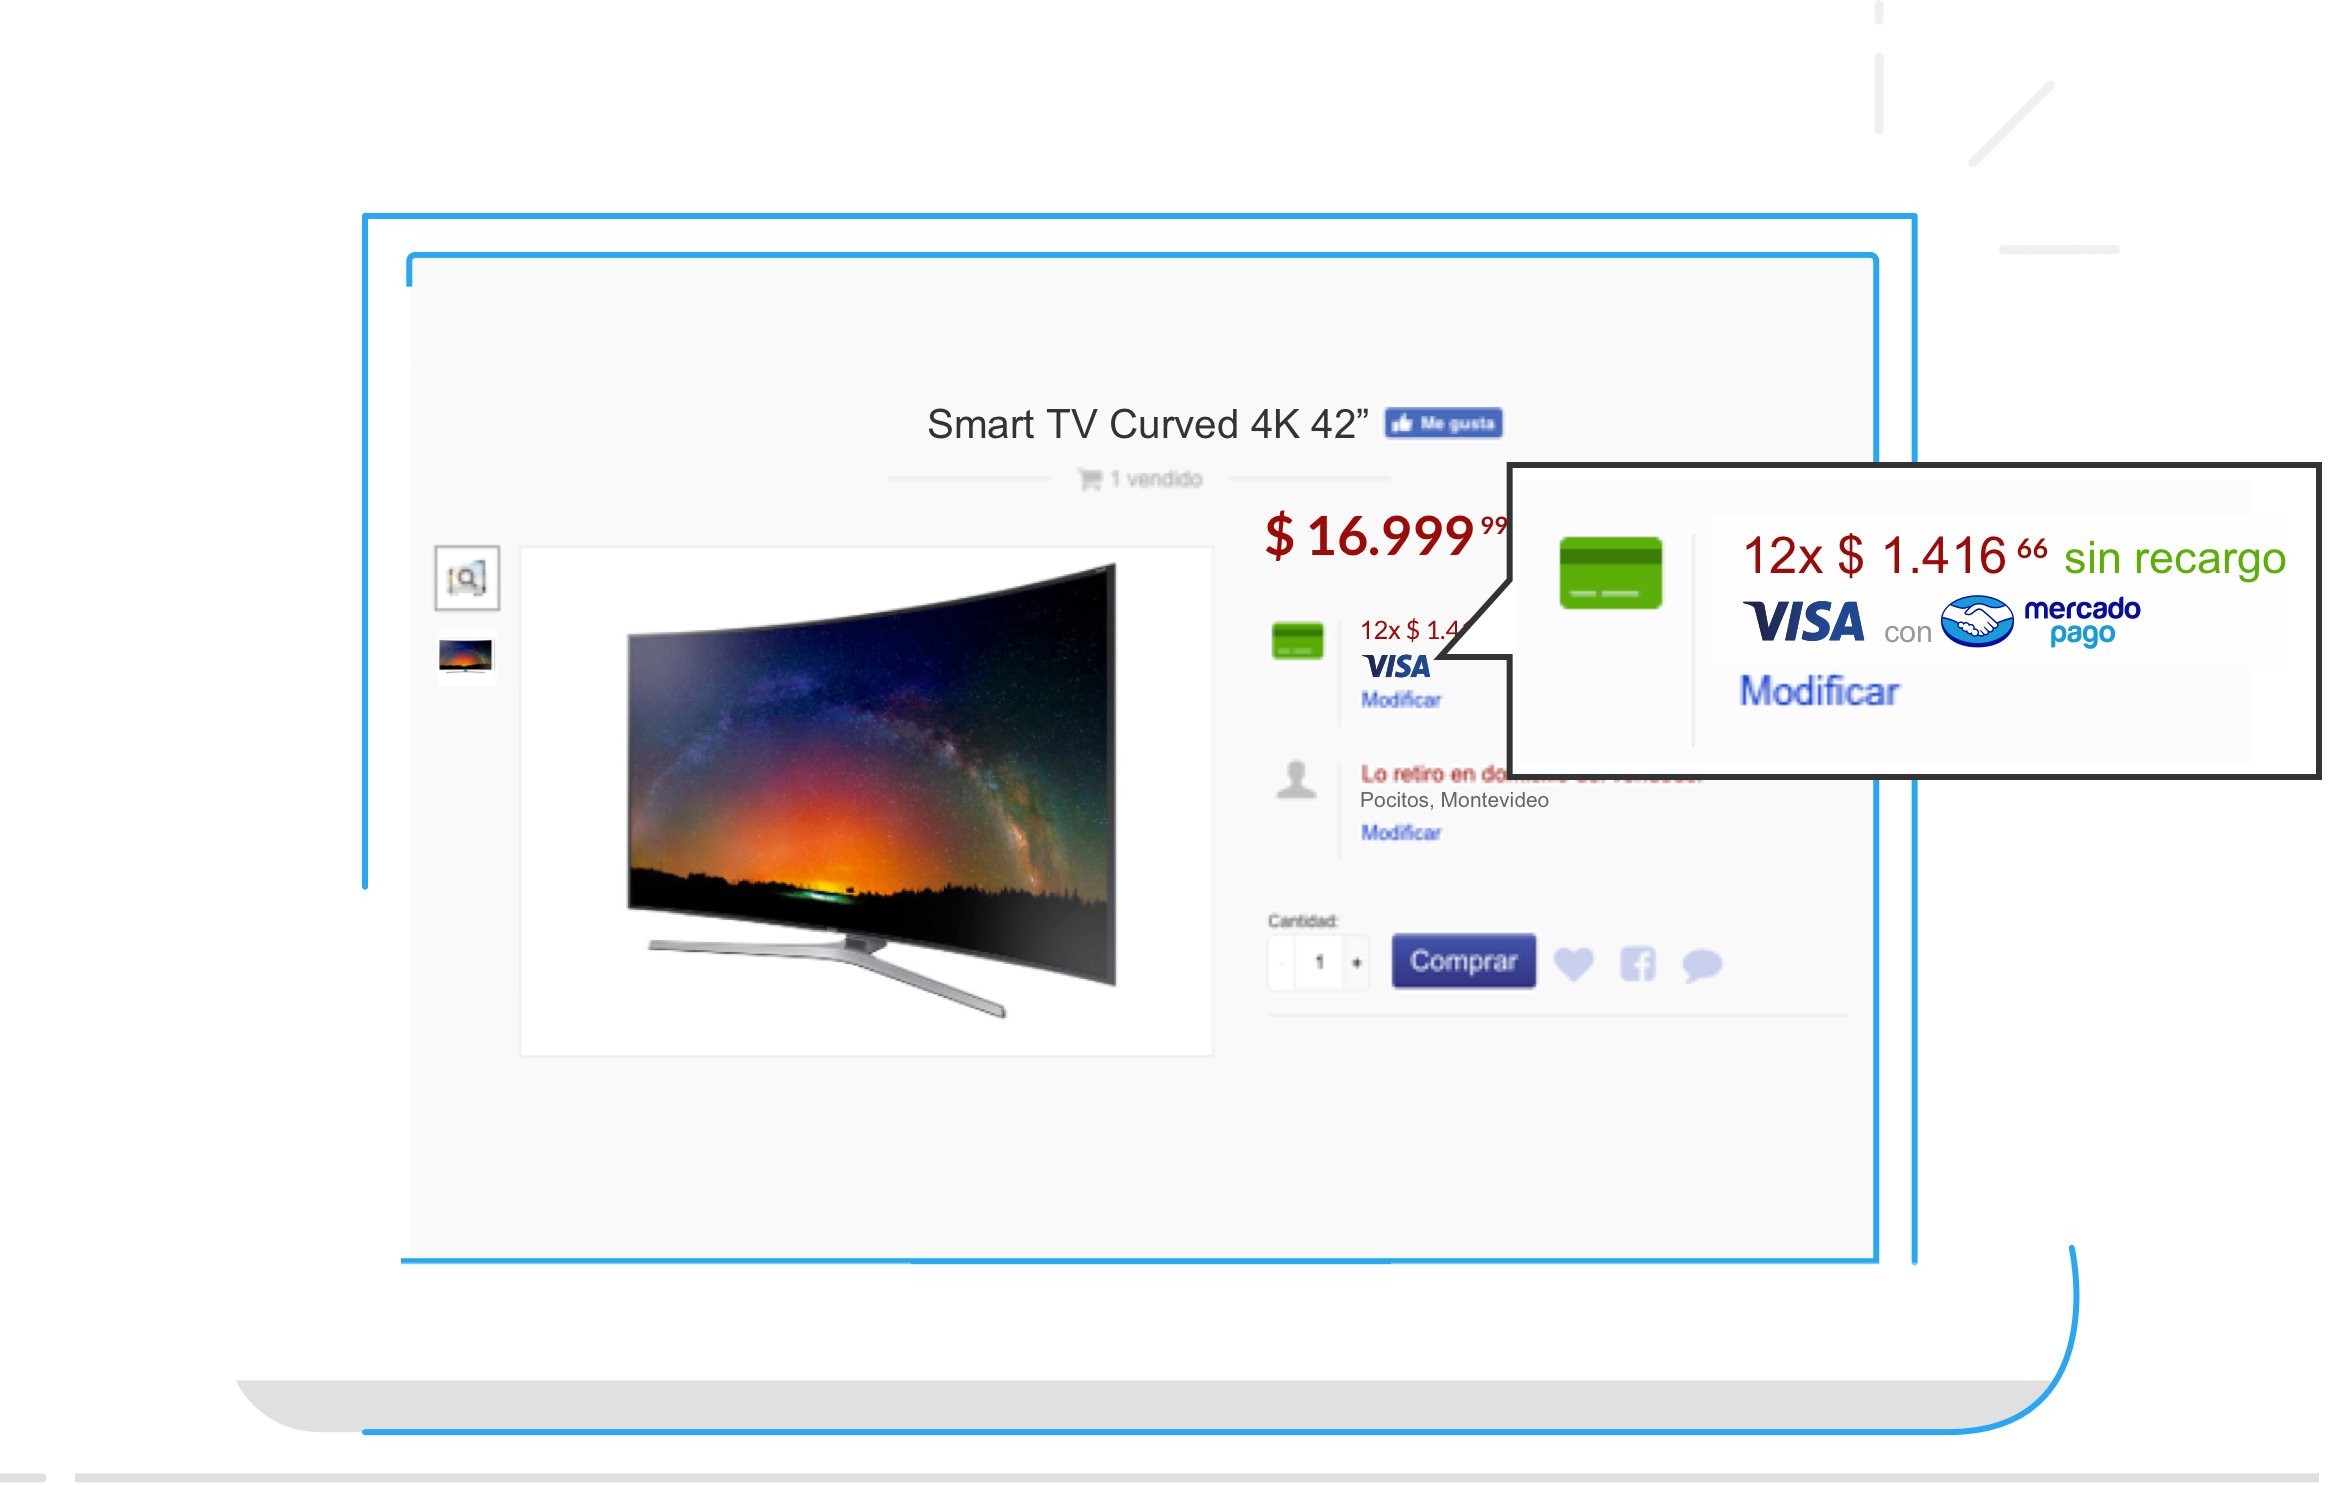 Smart TV Curved 4K 42”
Me gusta
1 vendido
$ 16.999 99
12x $ 1.4
VISA
Modificar
12x $ 1.416 66 sin recargo
VISA con mercado pago
Modificar
Lo retiro en
Pocitos, Montevideo
Modificar
Cantidad:
- 1 +
Comprar